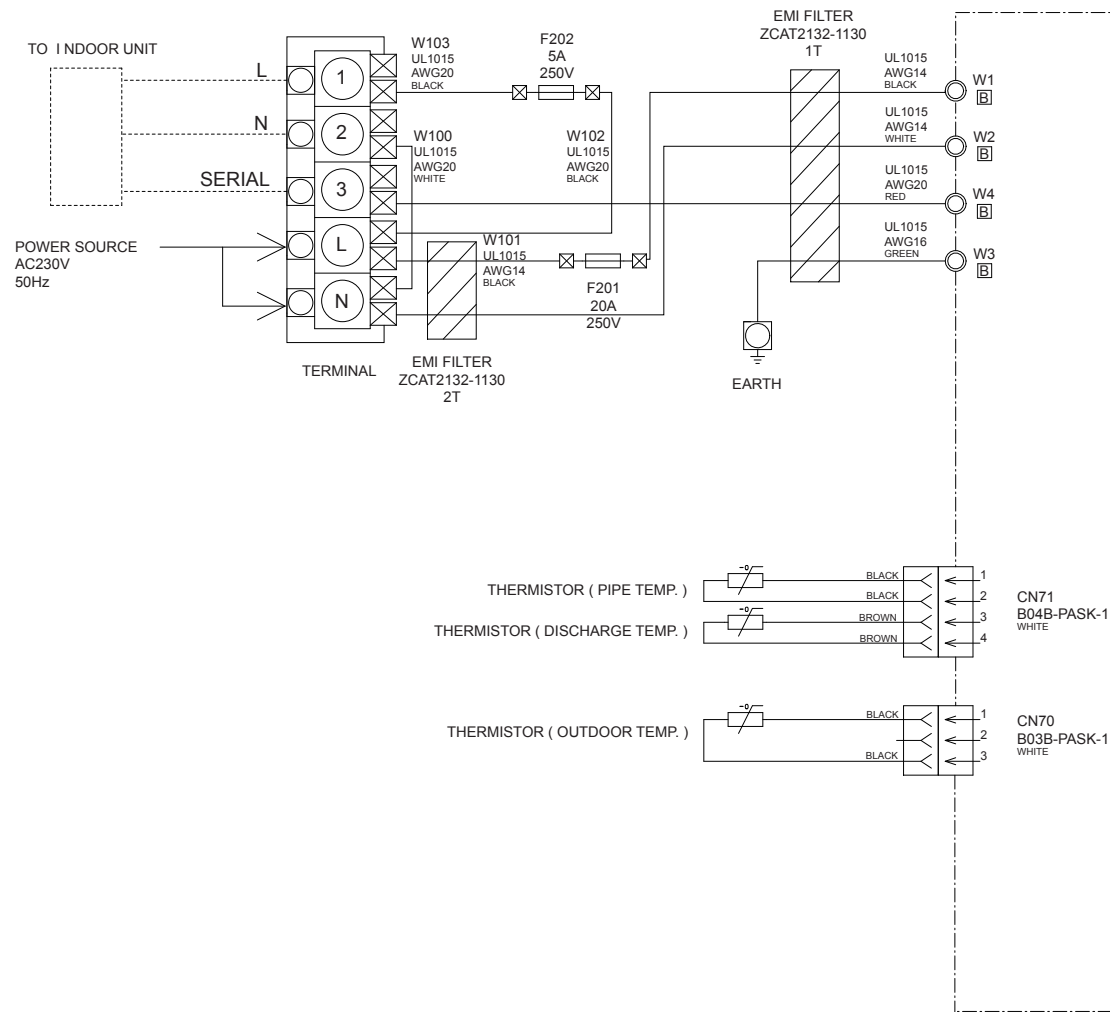 TO I NDOOR UNIT
L
N
SERIAL
POWER SOURCE
AC230V
50Hz
1
2
3
L
N
TERMINAL
W103
UL1015
AWG20
BLACK
W100
UL1015
AWG20
WHITE
F202
5A
250V
W102
UL1015
AWG20
BLACK
W101
UL1015
AWG14
BLACK
F201
20A
250V
EMI FILTER
ZCAT2132-1130
2T
EMI FILTER
ZCAT2132-1130
1T
EARTH
UL1015
AWG14
BLACK
W1
B
UL1015
AWG14
WHITE
W2
B
UL1015
AWG20
RED
W4
B
UL1015
AWG16
GREEN
W3
B
THERMISTOR ( PIPE TEMP. )
THERMISTOR ( DISCHARGE TEMP. )
-θ
-θ
BLACK
BLACK
BROWN
BROWN
1
2
3
4
CN71
B04B-PASK-1
WHITE
THERMISTOR ( OUTDOOR TEMP. )
-θ
BLACK
BLACK
1
2
3
CN70
B03B-PASK-1
WHITE